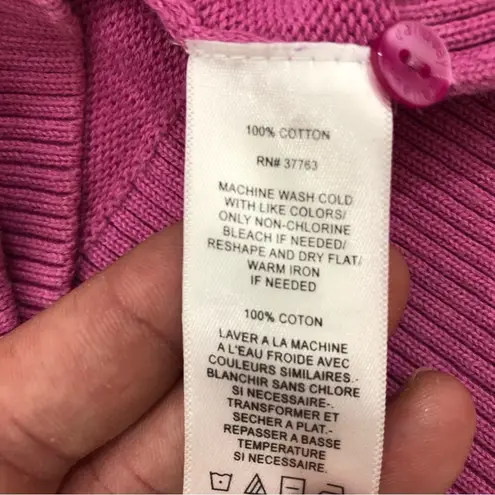 100% COTTON
RN# 37763
MACHINE WASH COLD
WITH LIKE COLORS/
ONLY NON-CHLORINE
BLEACH IF NEEDED/
RESHAPE AND DRY FLAT/
WARM IRON
IF NEEDED
100% COTON
LAVER A LA MACHINE
A L'EAU FROIDE AVEC
COULEURS SIMILAIRES.-
BLANCHIR SANS CHLORE
SI NECESSAIRE-.
TRANSFORMER ET
SECHER A PLAT.-
REPASSER A BASSE
TEMPERATURE
SI NECESSAIRE.